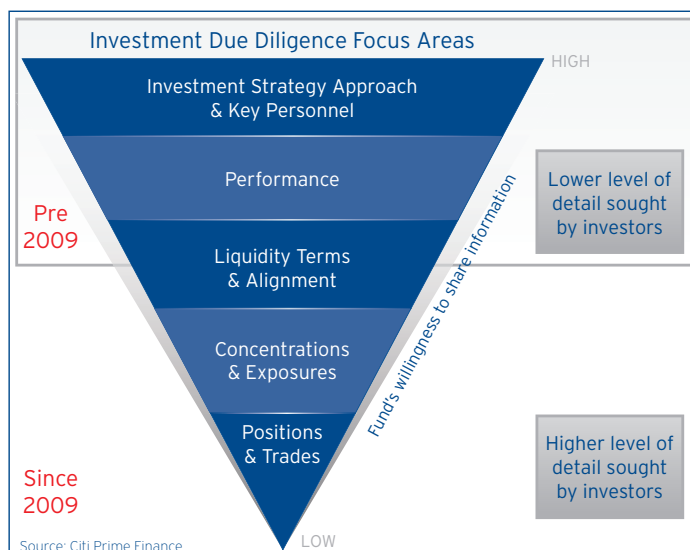 Investment Due Diligence Focus Areas
HIGH
Investment Strategy Approach
& Key Personnel
Performance
Lower level of
detail sought
by investors
Pre
2009
Liquidity Terms
& Alignment
Fund's willingness to share information
Concentrations
& Exposures
Positions
& Trades
Higher level of
detail sought
by investors
Since
2009
LOW
Source: Citi Prime Finance